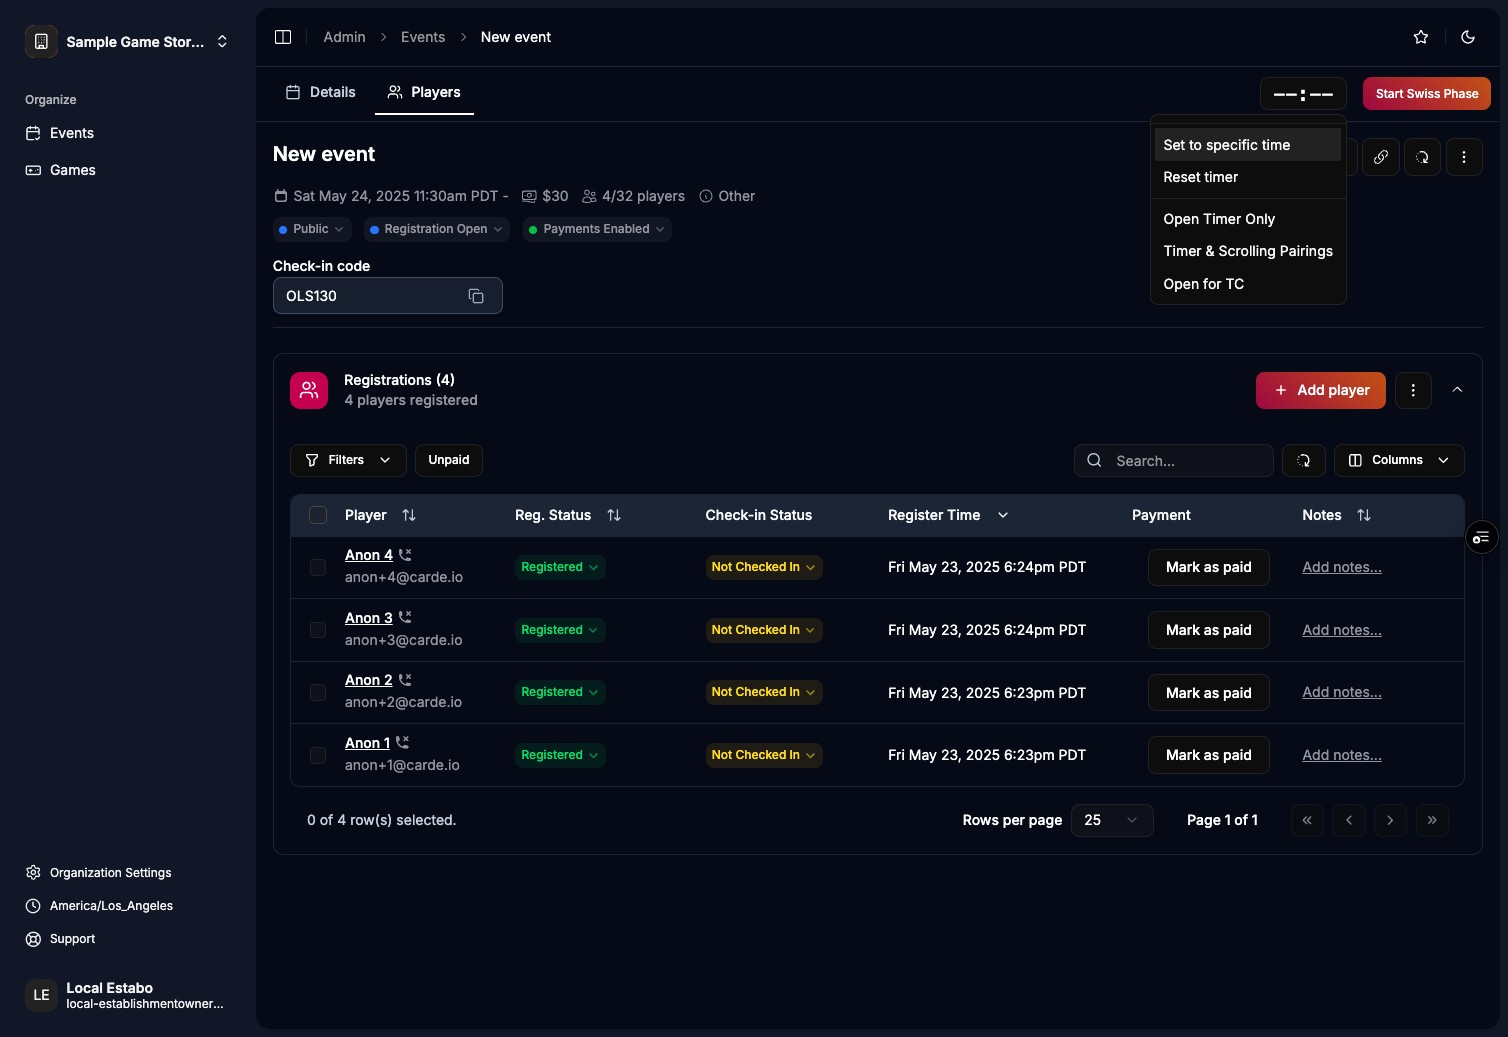 Sample Game Stor...
Organize
Events
Games
Organization Settings
America/Los_Angeles
Support
LE
Local Estabo
local-establishmentowner...
Admin > Events > New event
Details
Players
--:--
Start Swiss Phase
Set to specific time
Reset timer
Open Timer Only
Timer & Scrolling Pairings
Open for TC
New event
Sat May 24, 2025 11:30am PDT - $30 4/32 players Other
Public Registration Open Payments Enabled
Check-in code
OLS130
Registrations (4)
4 players registered
+ Add player
Filters Unpaid Search... Columns
Player Reg. Status Check-in Status Register Time Payment Notes
Anon 4
anon+4@carde.io
Registered Not Checked In Fri May 23, 2025 6:24pm PDT Mark as paid Add notes...
Anon 3
anon+3@carde.io
Registered Not Checked In Fri May 23, 2025 6:24pm PDT Mark as paid Add notes...
Anon 2
anon+2@carde.io
Registered Not Checked In Fri May 23, 2025 6:23pm PDT Mark as paid Add notes...
Anon 1
anon+1@carde.io
Registered Not Checked In Fri May 23, 2025 6:23pm PDT Mark as paid Add notes...
0 of 4 row(s) selected. Rows per page 25 Page 1 of 1